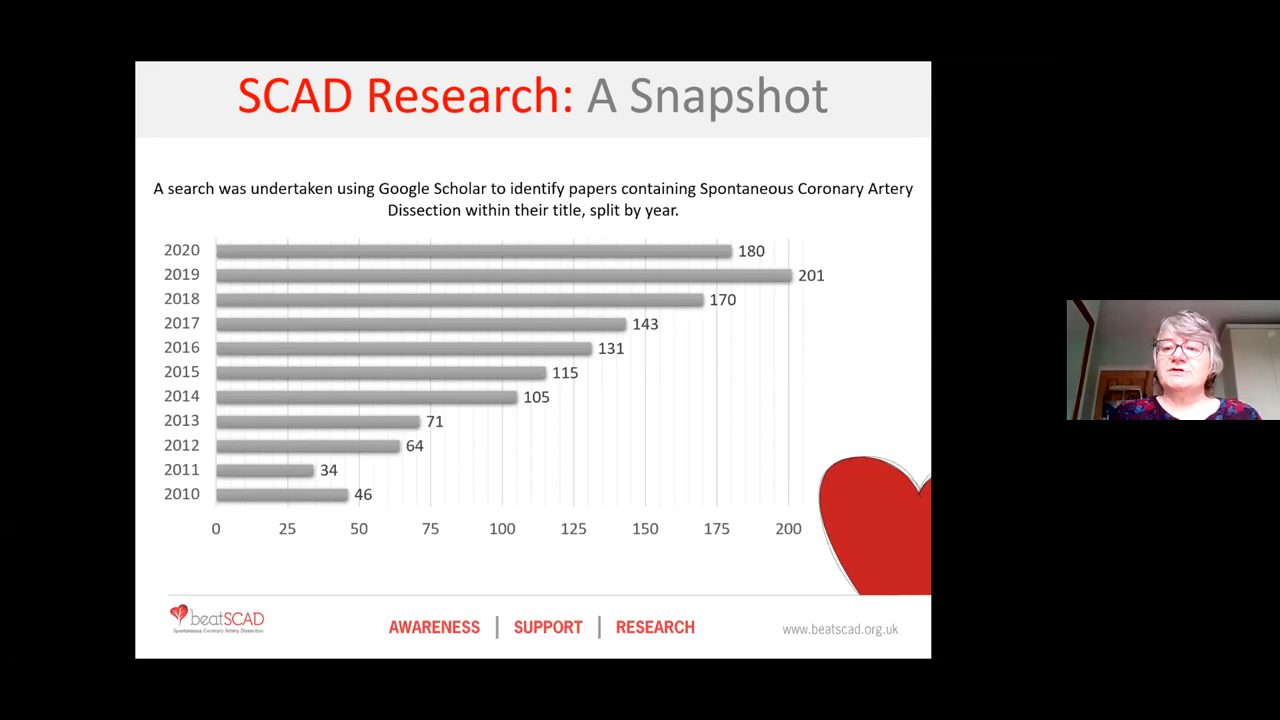 SCAD Research: A Snapshot
A search was undertaken using Google Scholar to identify papers containing Spontaneous Coronary Artery
Dissection within their title, split by year.
2020 180
2019 201
2018 170
2017 143
2016 131
2015 115
2014 105
2013 71
2012 64
2011 34
2010 46
0 25 50 75 100 125 150 175 200
beatSCAD
Spontaneous Coronary Artery Dissection
AWARENESS | SUPPORT | RESEARCH
www.beatscad.org.uk